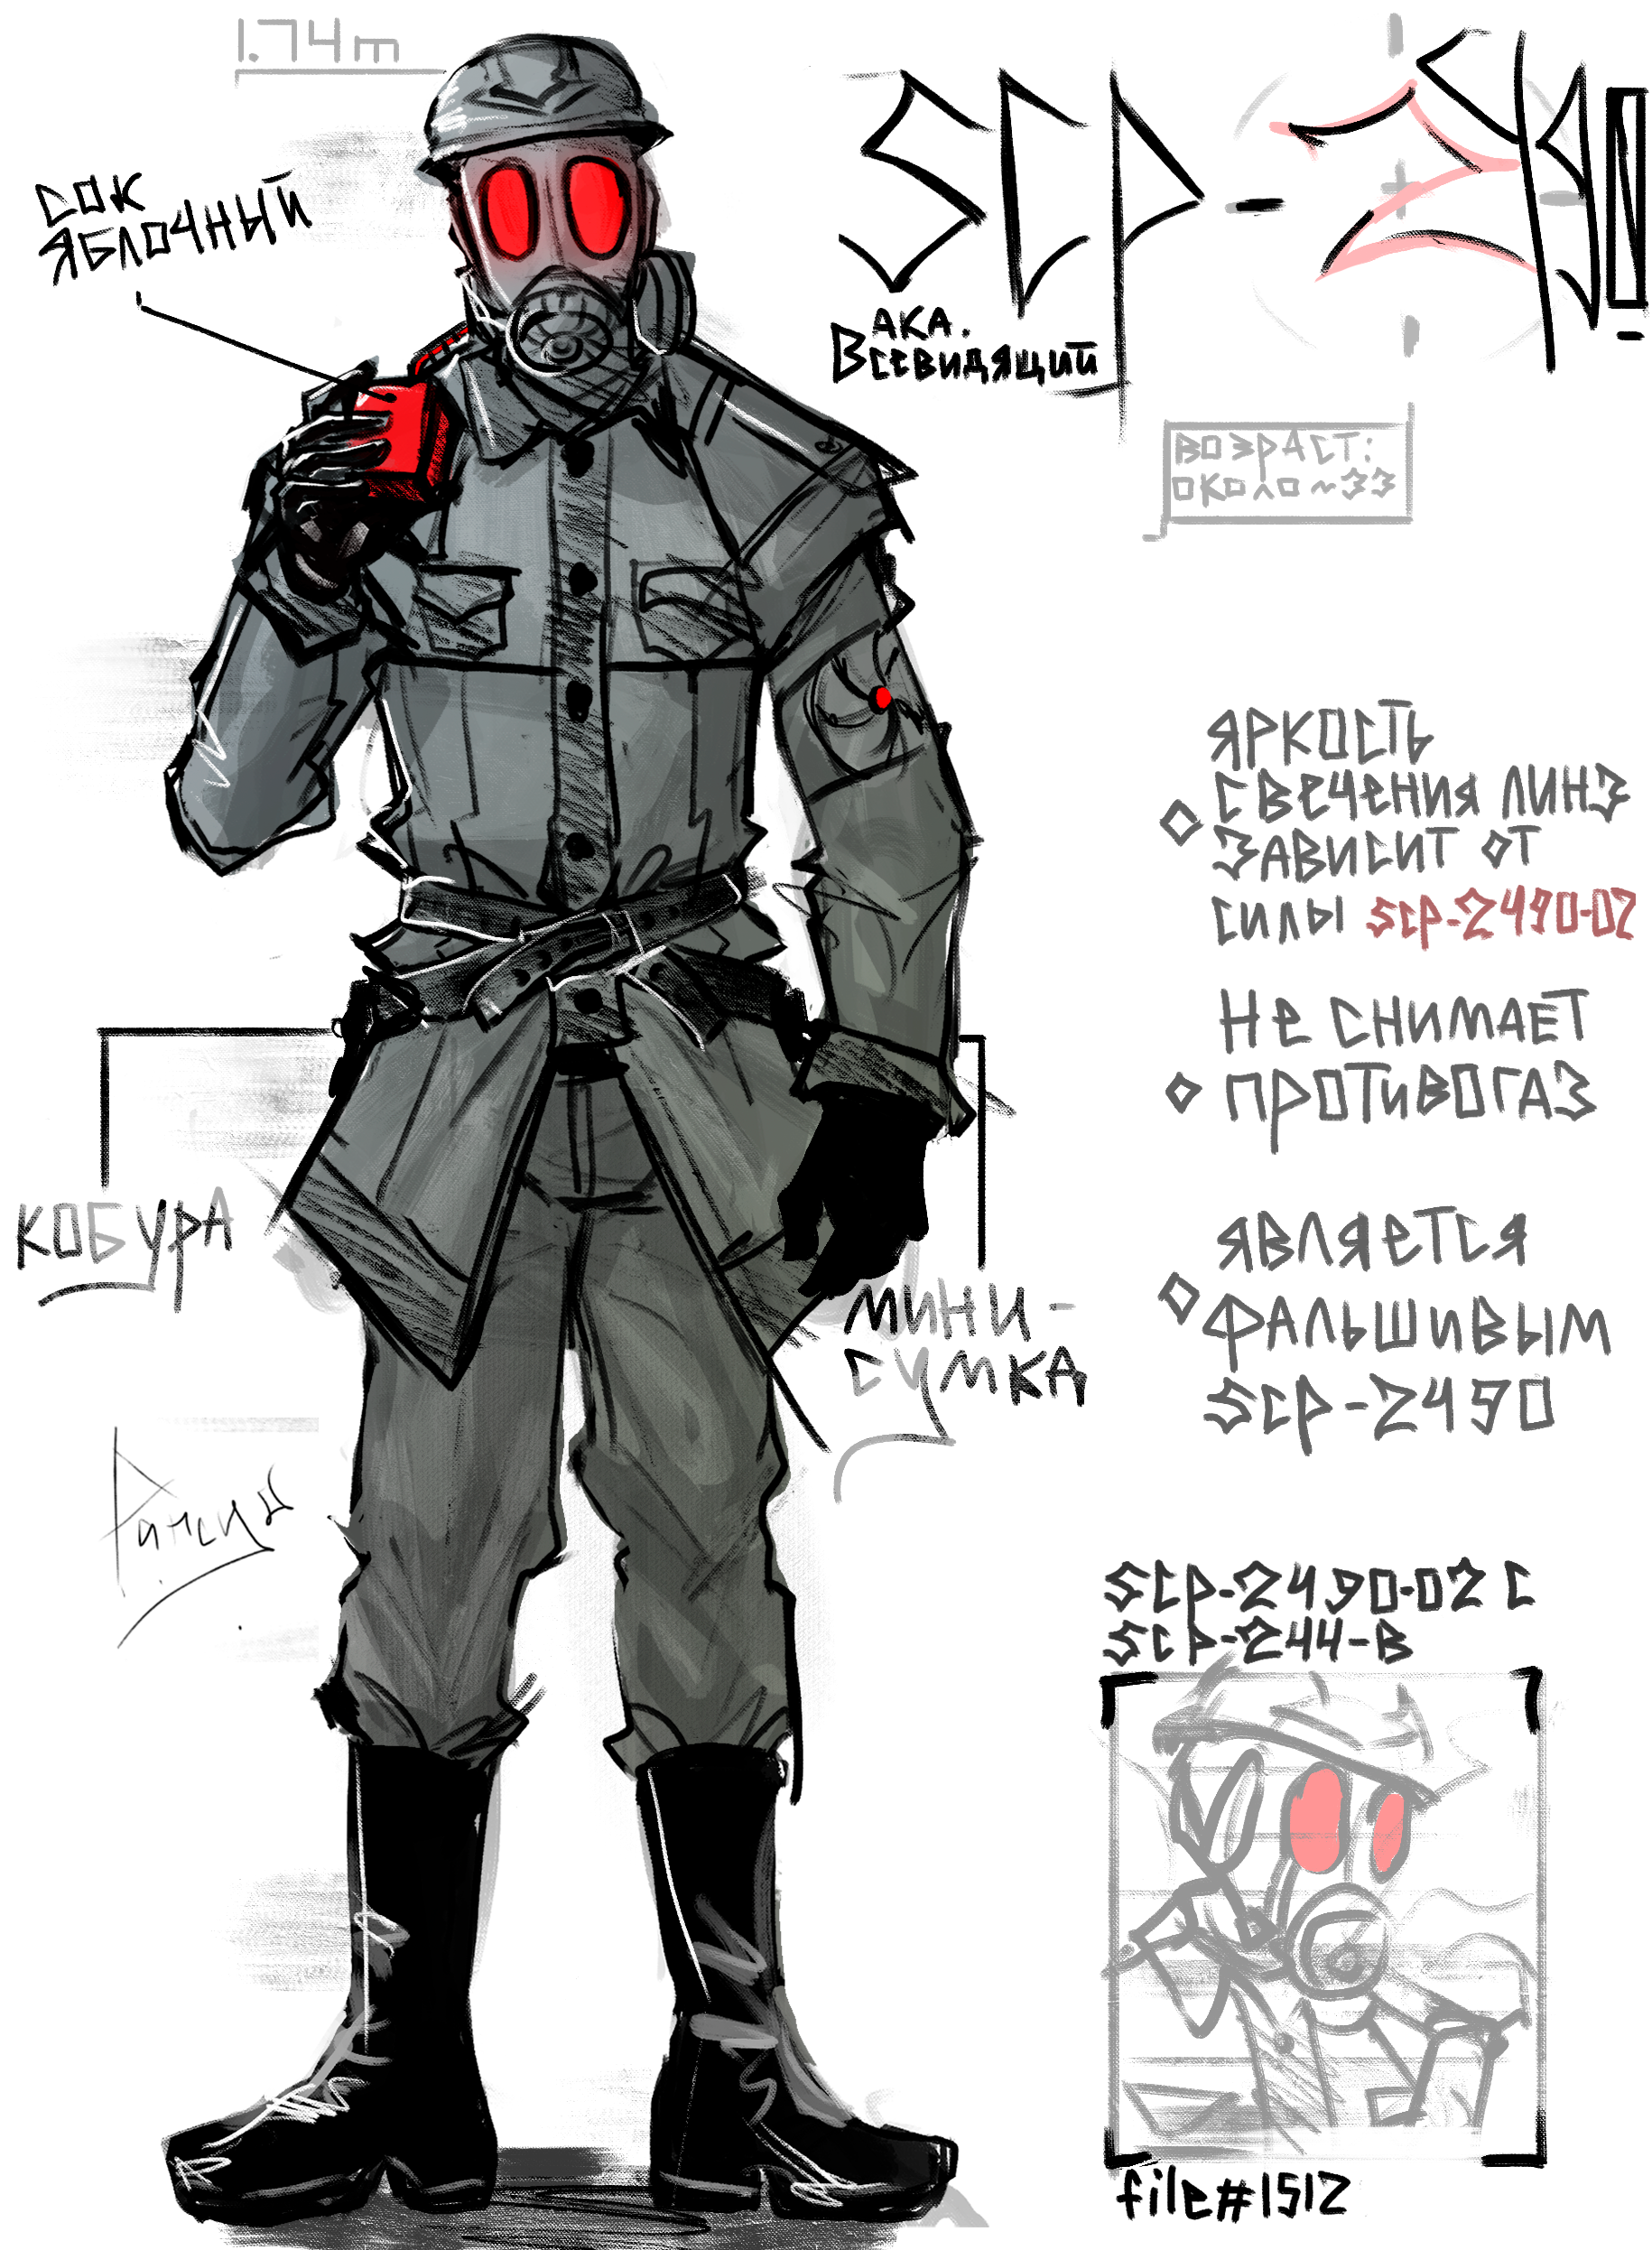 1.74m
SCP-2490
сок
яблочный
АКА.
Всевидящий
ВОЗРАСТ:
ОКОЛО ~33
ЯРКОСТЬ
СВЕЧЕНИЯ ЛИНЗ
ЗАВИСИТ ОТ
СИЛЫ SCP-2490-02
НЕ СНИМАЕТ
ПРОТИВОГАЗ
КОБУРА
МИНИ-
СУМКА
ЯВЛЯЕТСЯ
ФАЛЬШИВЫМ
SCP-2490
SCP-2490-02 С
SCP-244-B
file#1512